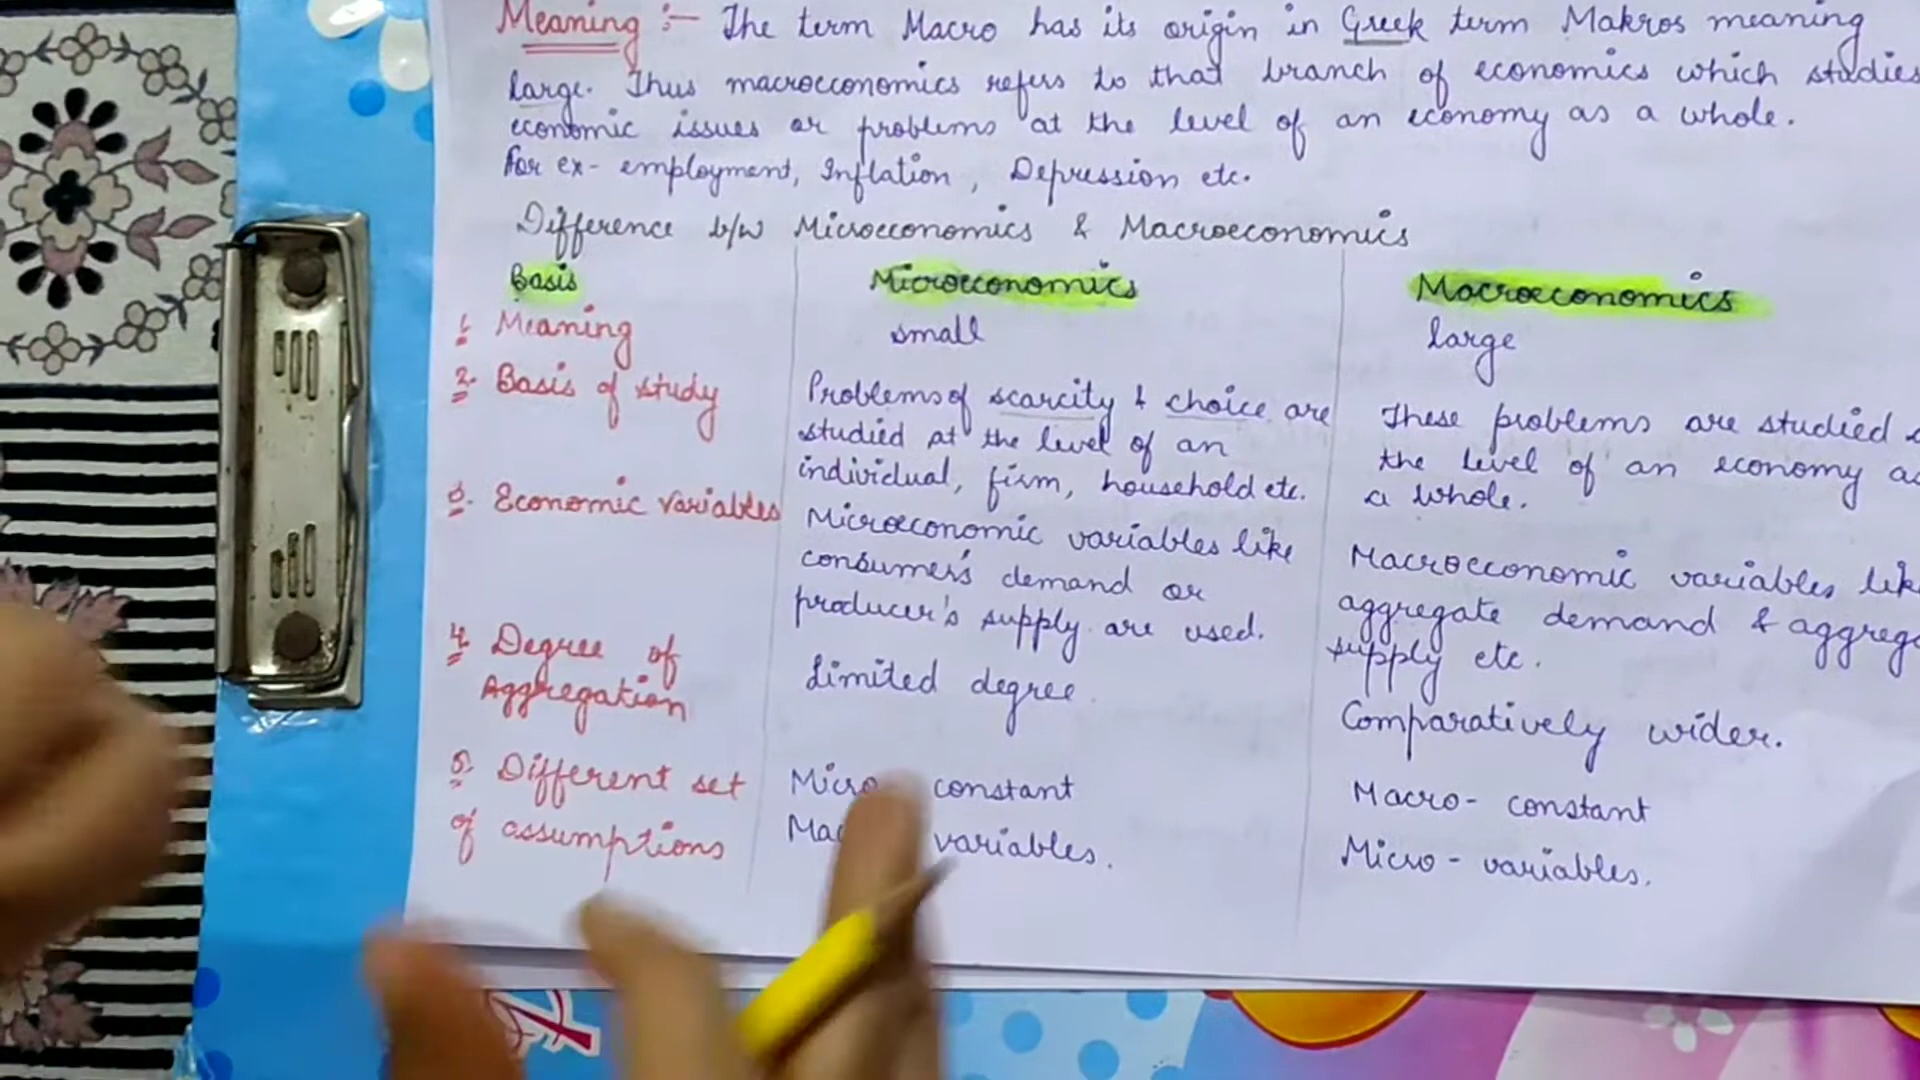 Meaning :- The term Macro has its origin in Greek term Makros meaning
large. Thus macroeconomics refers to that branch of economics which studies
economic issues or problems at the level of an economy as a whole.
For ex- employment, Inflation, Depression etc.
Difference b/w Microeconomics & Macroeconomics
Basis Microeconomics Macroeconomics
1. Meaning small large
2. Basis of study
Problems of scarcity & choice are
studied at the level of an
individual, firm, household etc.
These problems are studied
the level of an economy as
a whole.
3. Economic variables
Microeconomic variables like
consumer's demand or
producer's supply are used.
Macroeconomic variables
aggregate demand &
supply etc.
4. Degree of
Aggregation
Limited degree
Comparatively wider.
5. Different set
of assumptions
constant
variables.
Macro - constant
Micro - variables.